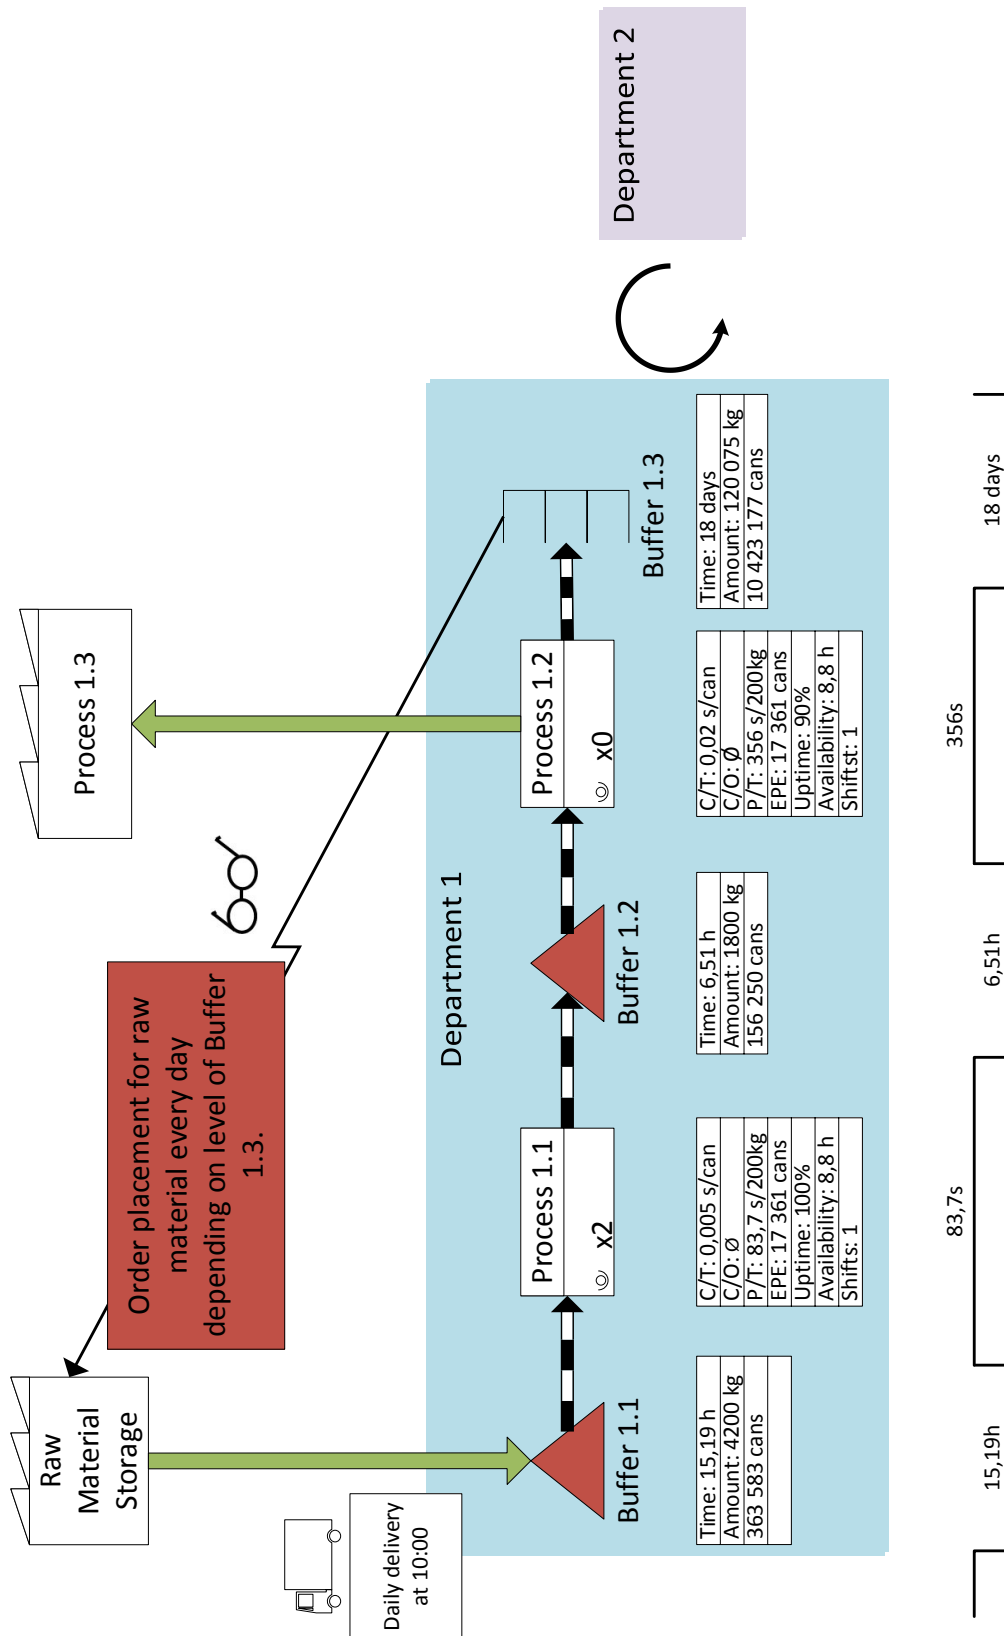 Raw
Material
Storage
Order placement for raw
material every day
depending on level of Buffer
1.3.
Process 1.3
Daily delivery
at 10:00
Department 1
Department 2
Buffer 1.1
Process 1.1
x2
Buffer 1.2
Process 1.2
x0
Buffer 1.3
Time: 15,19 h
Amount: 4200 kg
363 583 cans
C/T: 0,005 s/can
C/O: Ø
P/T: 83,7 s/200kg
EPE: 17 361 cans
Uptime: 100%
Availability: 8,8 h
Shifts: 1
Time: 6,51 h
Amount: 1800 kg
156 250 cans
C/T: 0,02 s/can
C/O: Ø
P/T: 356 s/200kg
EPE: 17 361 cans
Uptime: 90%
Availability: 8,8 h
Shiftst: 1
Time: 18 days
Amount: 120 075 kg
10 423 177 cans
15,19h
83,7s
6,51h
356s
18 days